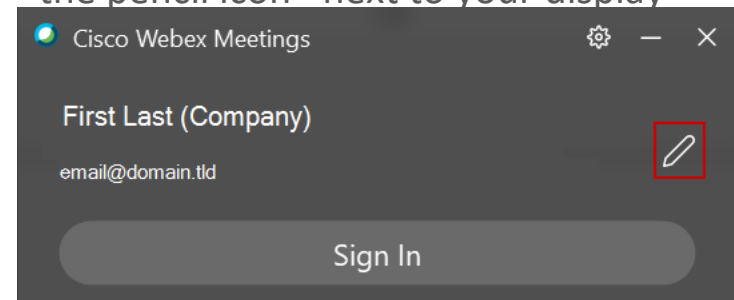 the pencil icon" next to your display
Cisco Webex Meetings
First Last (Company)
email@domain.tld
Sign In